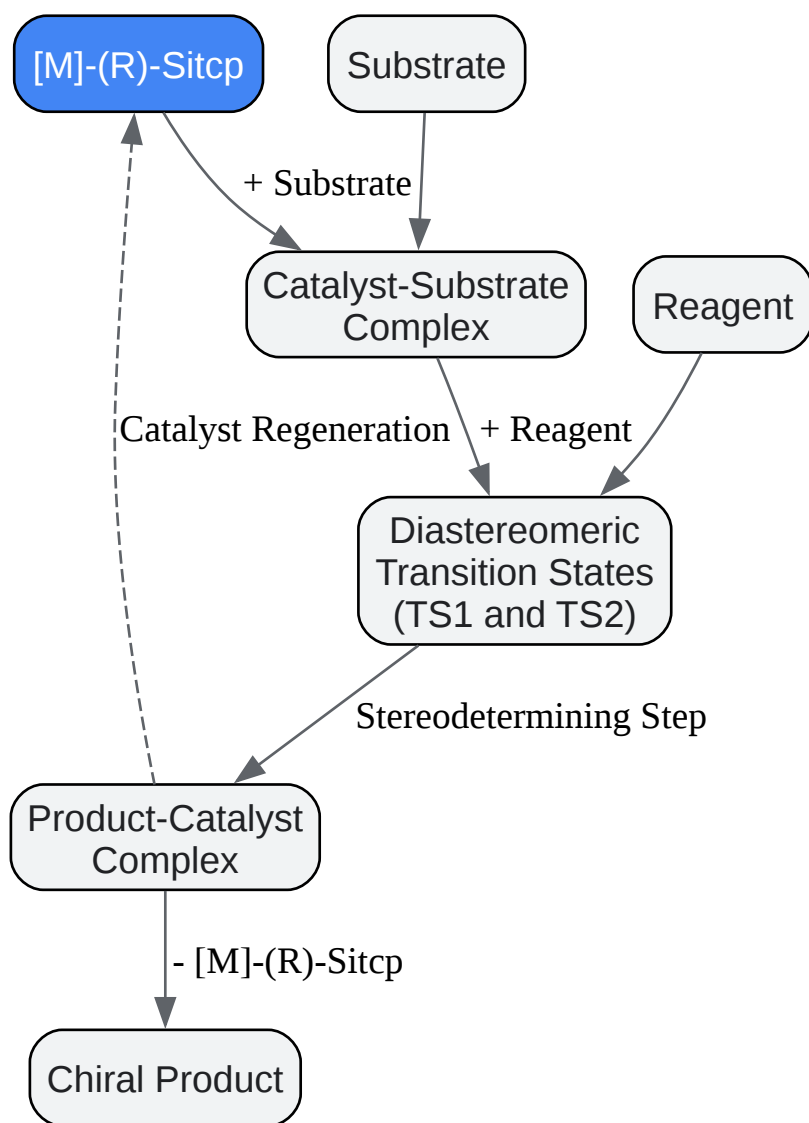 [M]-(R)-Sitcp
Substrate
+ Substrate
Catalyst-Substrate
Complex
Reagent
Catalyst Regeneration
+ Reagent
Diastereomeric
Transition States
(TS1 and TS2)
Stereodetermining Step
Product-Catalyst
Complex
- [M]-(R)-Sitcp
Chiral Product